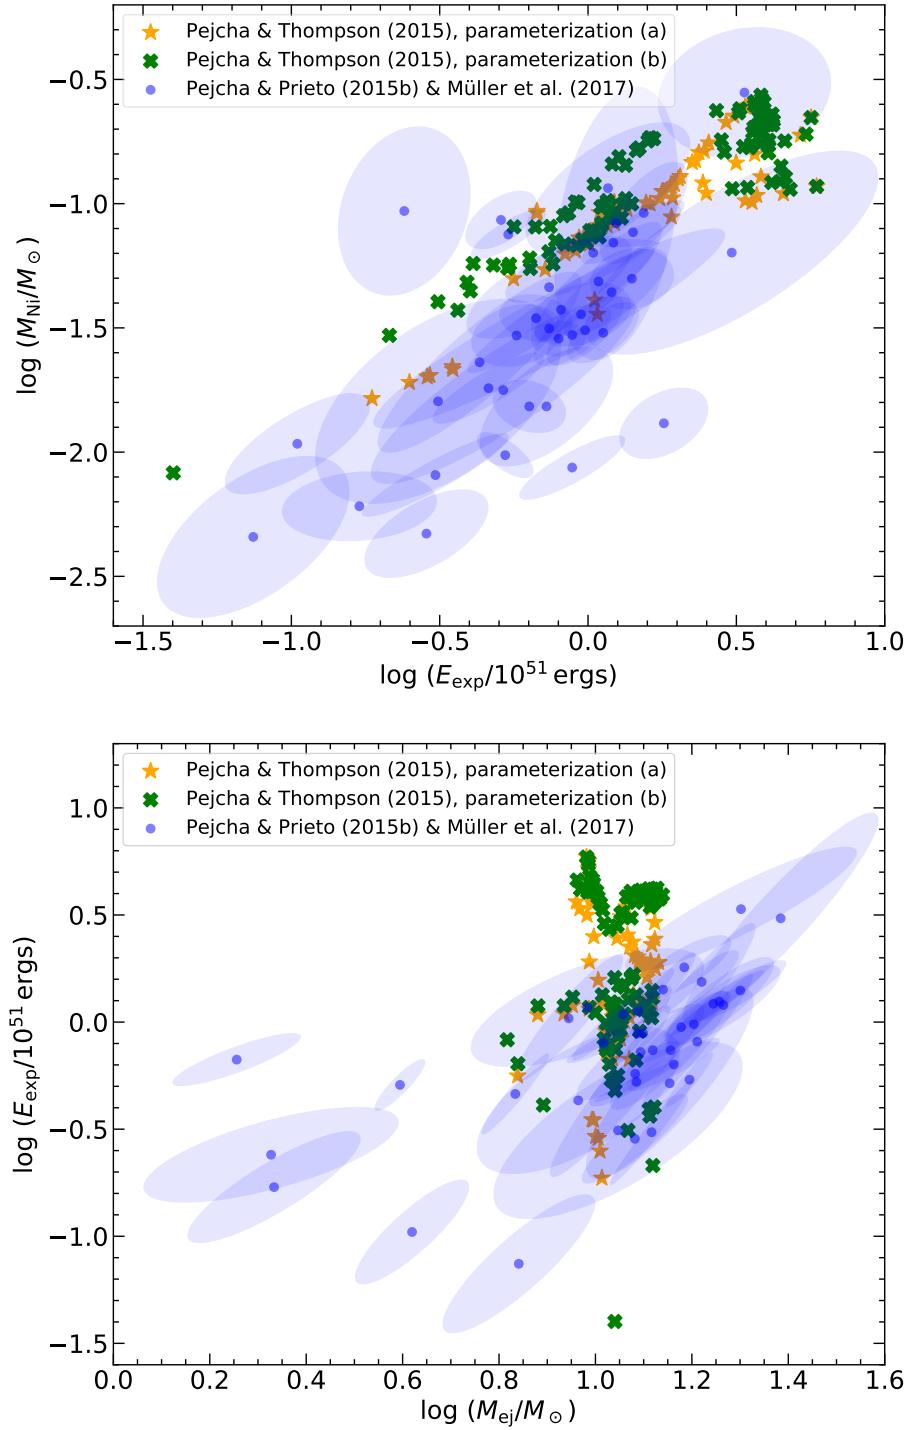 Pejcha & Thompson (2015), parameterization (a)
Pejcha & Thompson (2015), parameterization (b)
Pejcha & Prieto (2015b) & Müller et al. (2017)
−0.5
−1.0
−1.5
−2.0
−2.5
log (M_Ni/M_⊙)
−1.5 −1.0 −0.5 0.0 0.5 1.0
log (E_exp/10^51 ergs)
Pejcha & Thompson (2015), parameterization (a)
Pejcha & Thompson (2015), parameterization (b)
Pejcha & Prieto (2015b) & Müller et al. (2017)
1.0
0.5
0.0
−0.5
−1.0
−1.5
log (E_exp/10^51 ergs)
0.0 0.2 0.4 0.6 0.8 1.0 1.2 1.4 1.6
log (M_ej/M_⊙)